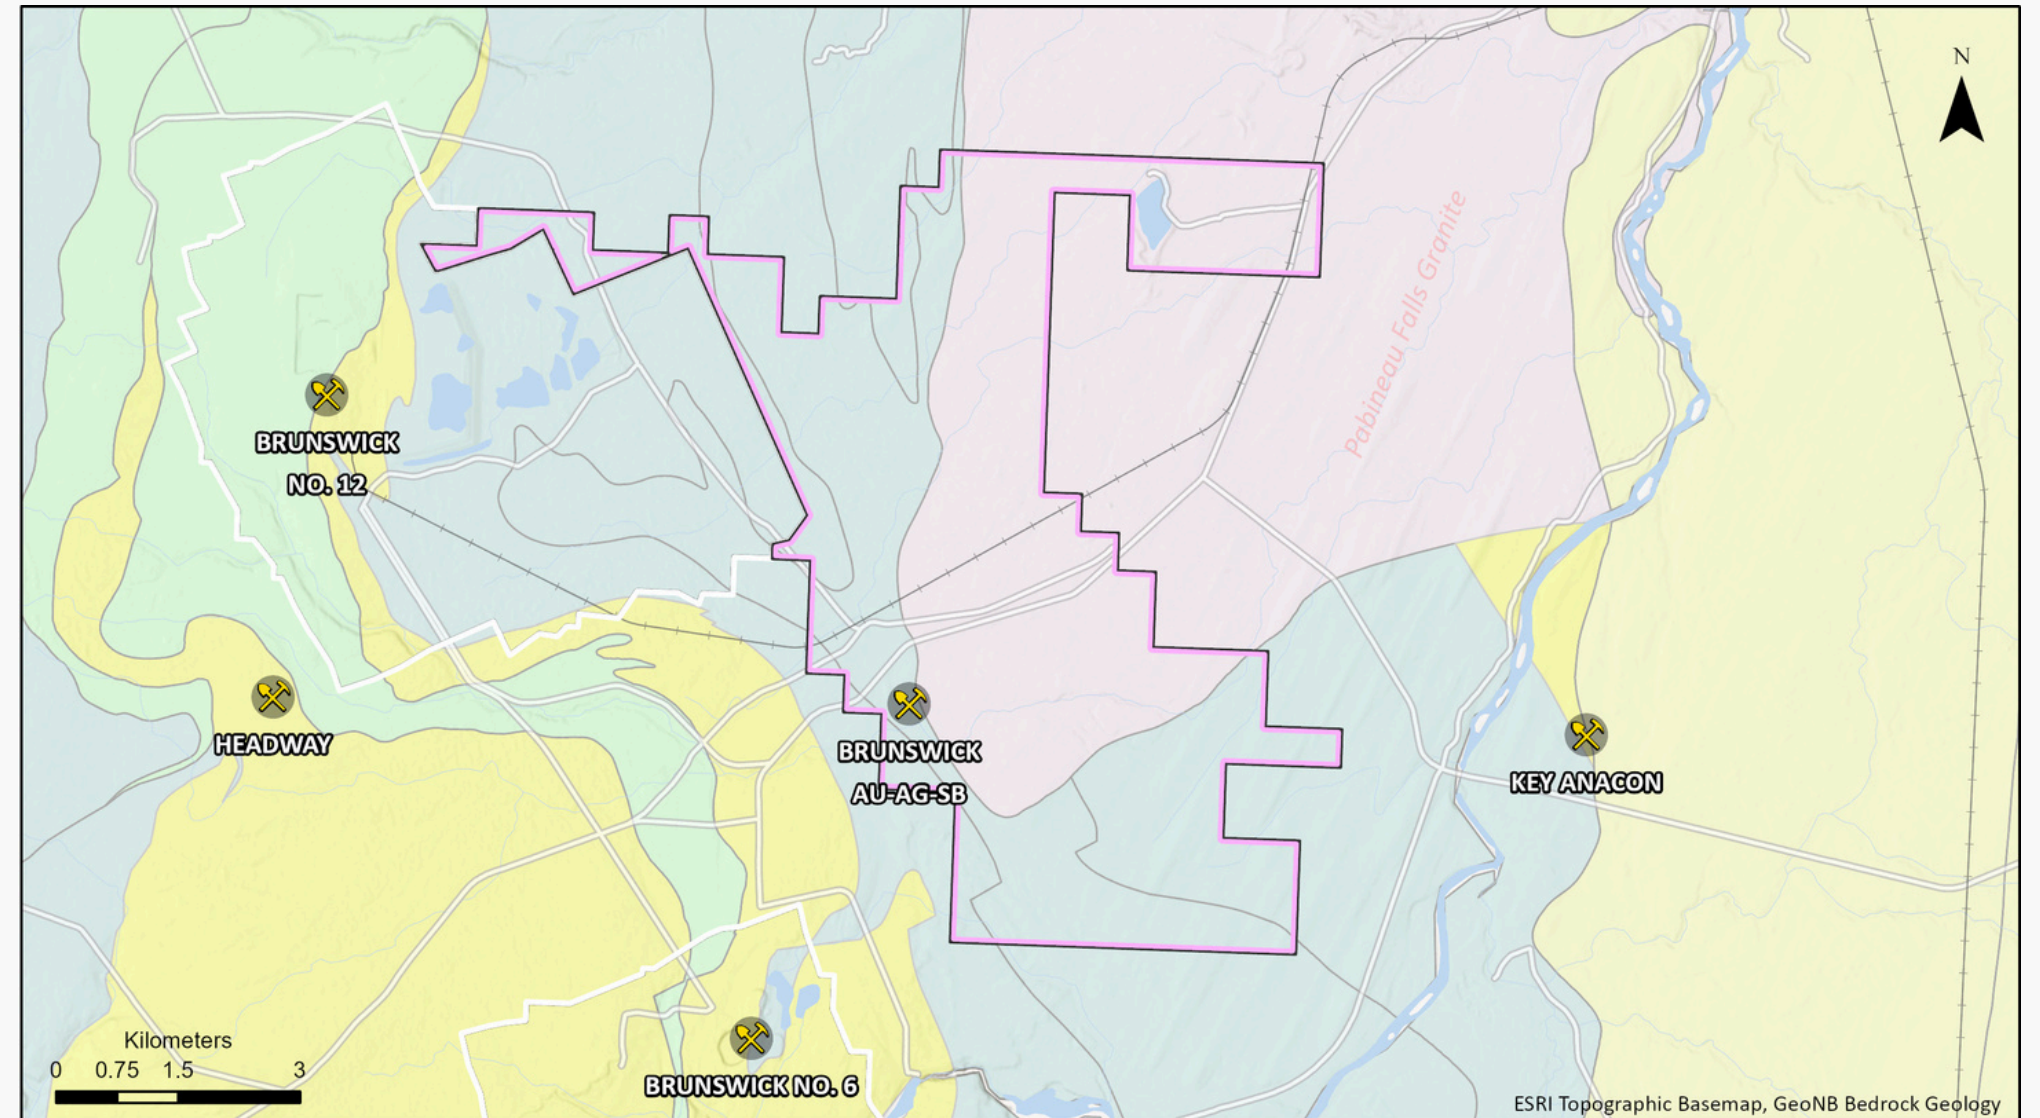 N
Pabineau Falls Granite
BRUNSWICK
NO. 12
HEADWAY
BRUNSWICK
AU-AG-SB
KEY ANACON
Kilometers
0 0.75 1.5 3
BRUNSWICK NO. 6
ESRI Topographic Basemap, GeoNB Bedrock Geology